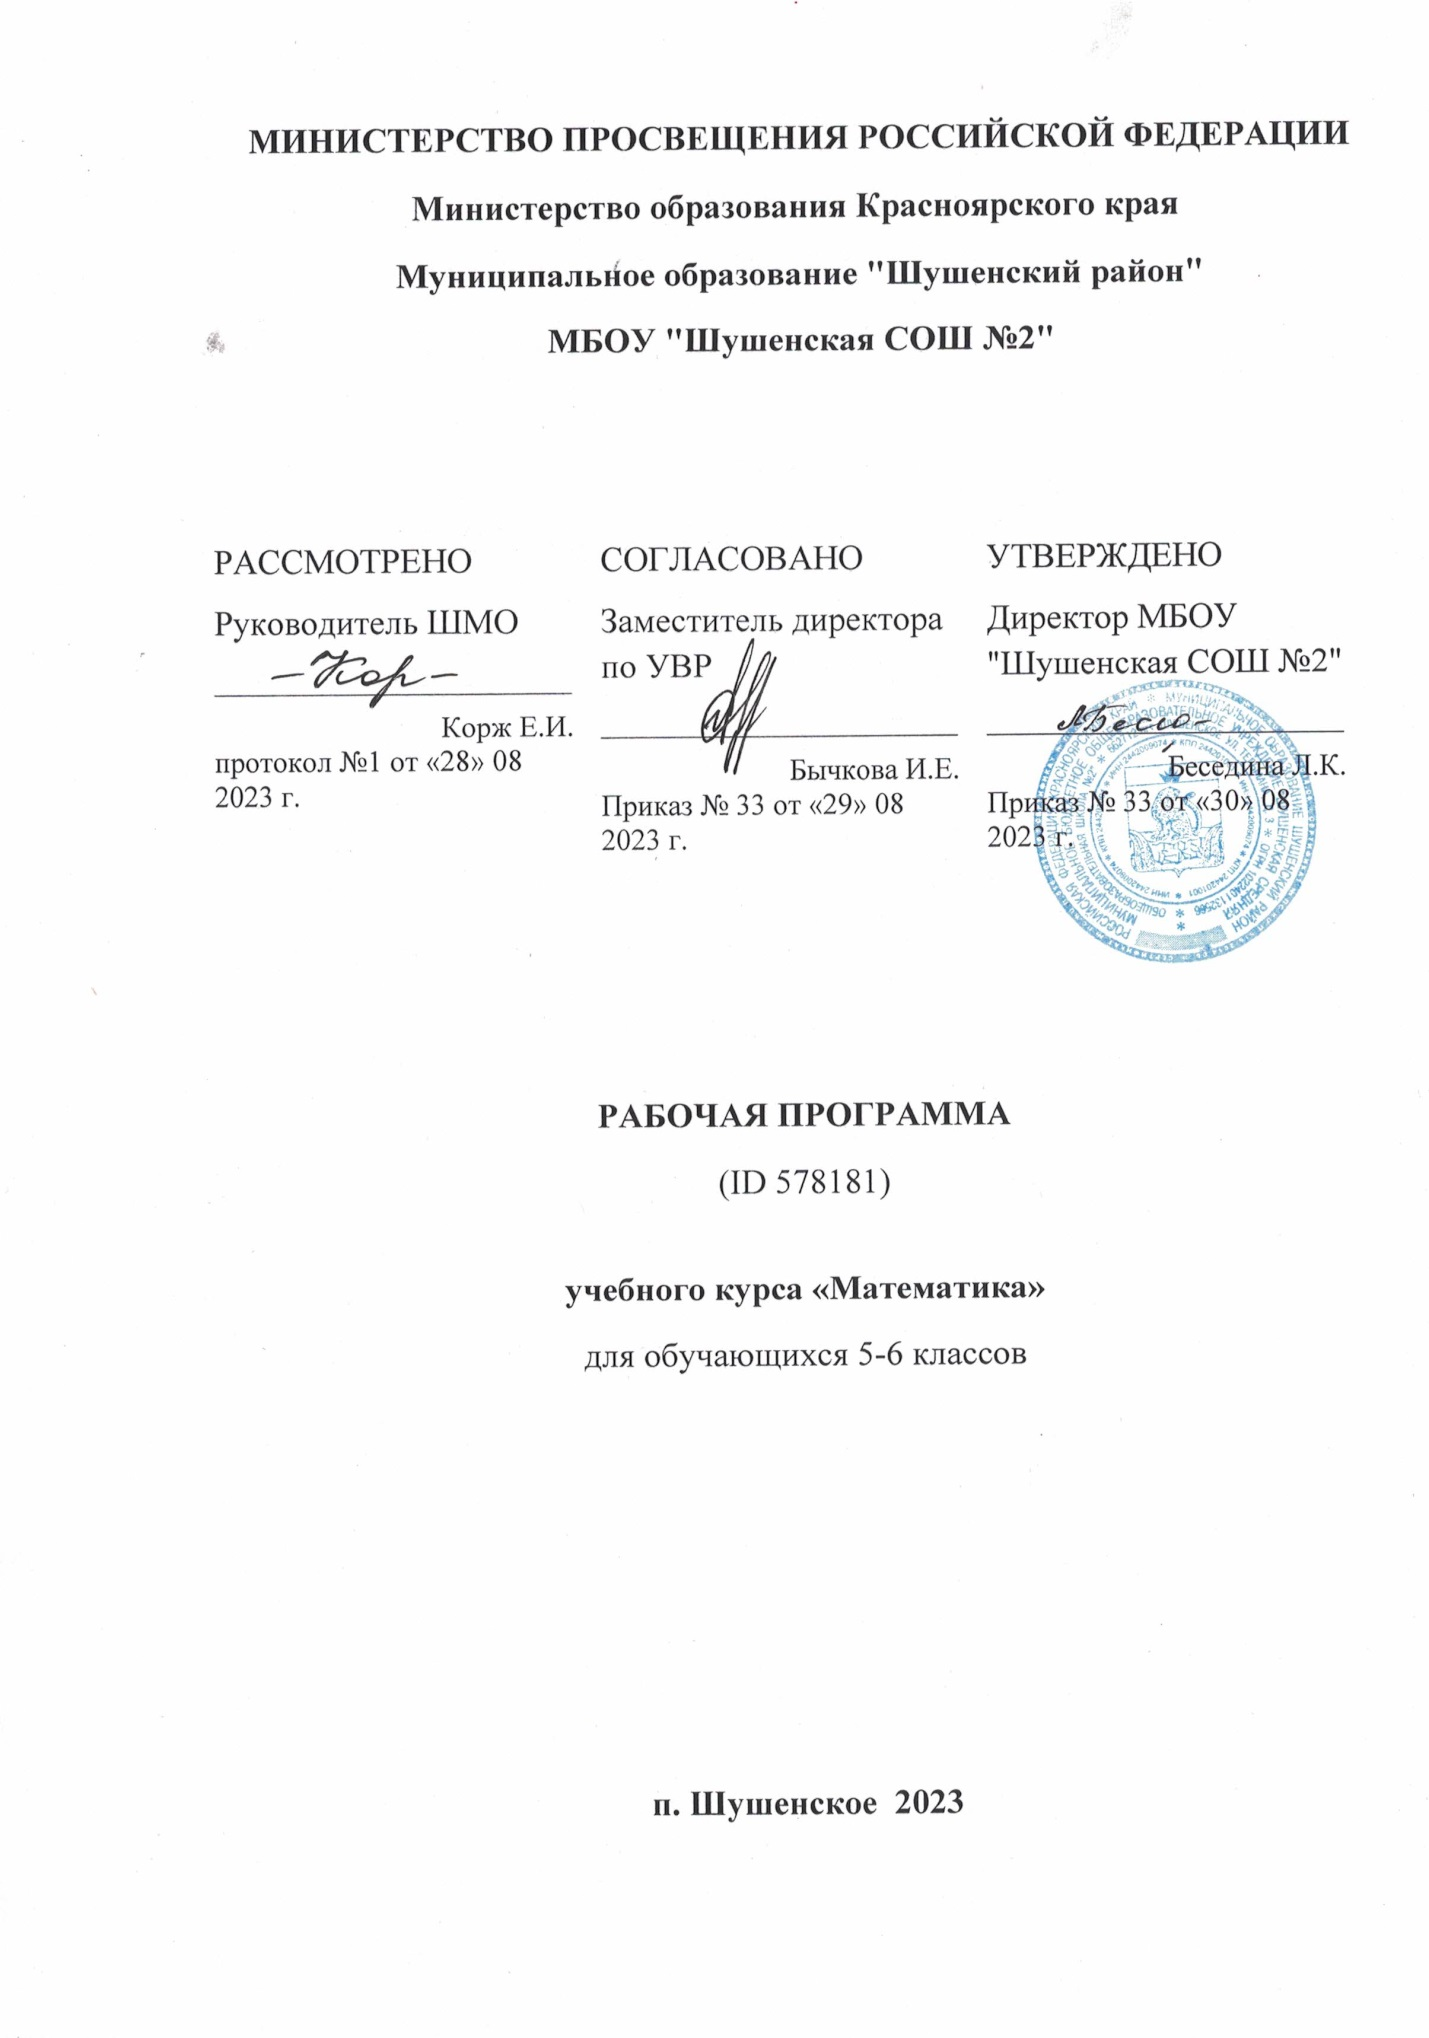 МИНИСТЕРСТВО ПРОСВЕЩЕНИЯ РОССИЙСКОЙ ФЕДЕРАЦИИ
Министерство образования Красноярского края
Муниципальное образование "Шушенский район"
МБОУ "Шушенская СОШ №2"
РАССМОТРЕНО
Руководитель ШМО
Кор
Корж Е.И.
протокол №1 от «28» 08
2023 г.
СОГЛАСОВАНО
Заместитель директора
по УВР
Бычкова И.Е.
Приказ № 33 от «29» 08
2023 г.
УТВЕРЖДЕНО
Директор МБОУ
"Шушенская СОШ №2"
Беседина Л.К.
Приказ № 33 от «30» 08
2023 г.
РАБОЧАЯ ПРОГРАММА
(ID 578181)
учебного курса «Математика»
для обучающихся 5-6 классов
п. Шушенское 2023